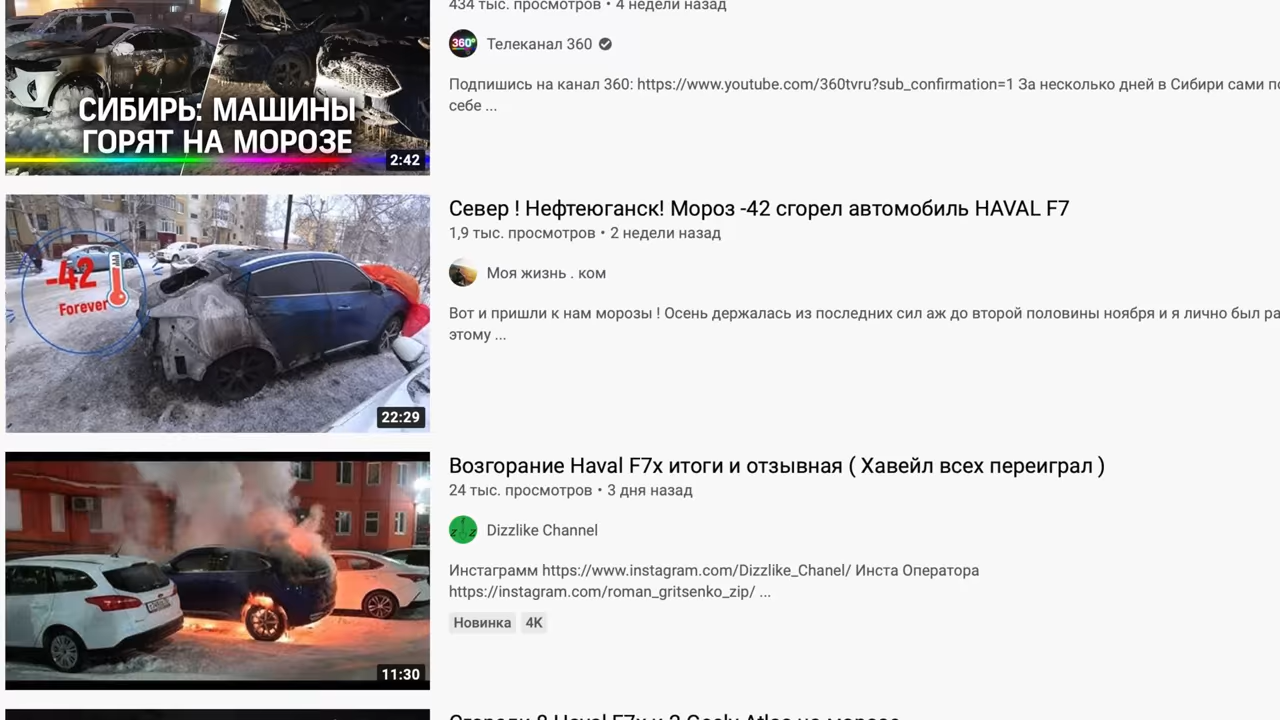 434 тыс. просмотров • 4 недели назад
360°
Телеканал 360
Подпишись на канал 360: https://www.youtube.com/360tvru?sub_confirmation=1 За несколько дней в Сибири сами
себе ...
СИБИРЬ: МАШИНЫ
ГОРЯТ НА МОРОЗЕ
2:42
Север ! Нефтеюганск! Мороз -42 сгорел автомобиль HAVAL F7
1,9 тыс. просмотров • 2 недели назад
Моя жизнь . ком
Вот и пришли к нам морозы ! Осень держалась из последних сил аж до второй половины ноября и я лично был
этому ...
-42
Forever
22:29
Возгорание Haval F7x итоги и отзывная ( Хавейл всех переиграл )
24 тыс. просмотров • 3 дня назад
Dizzlike Channel
Инстаграмм https://www.instagram.com/Dizzlike_Chanel/ Инста Оператора
https://instagram.com/roman_gritsenko_zip/ ...
Новинка 4K
11:30